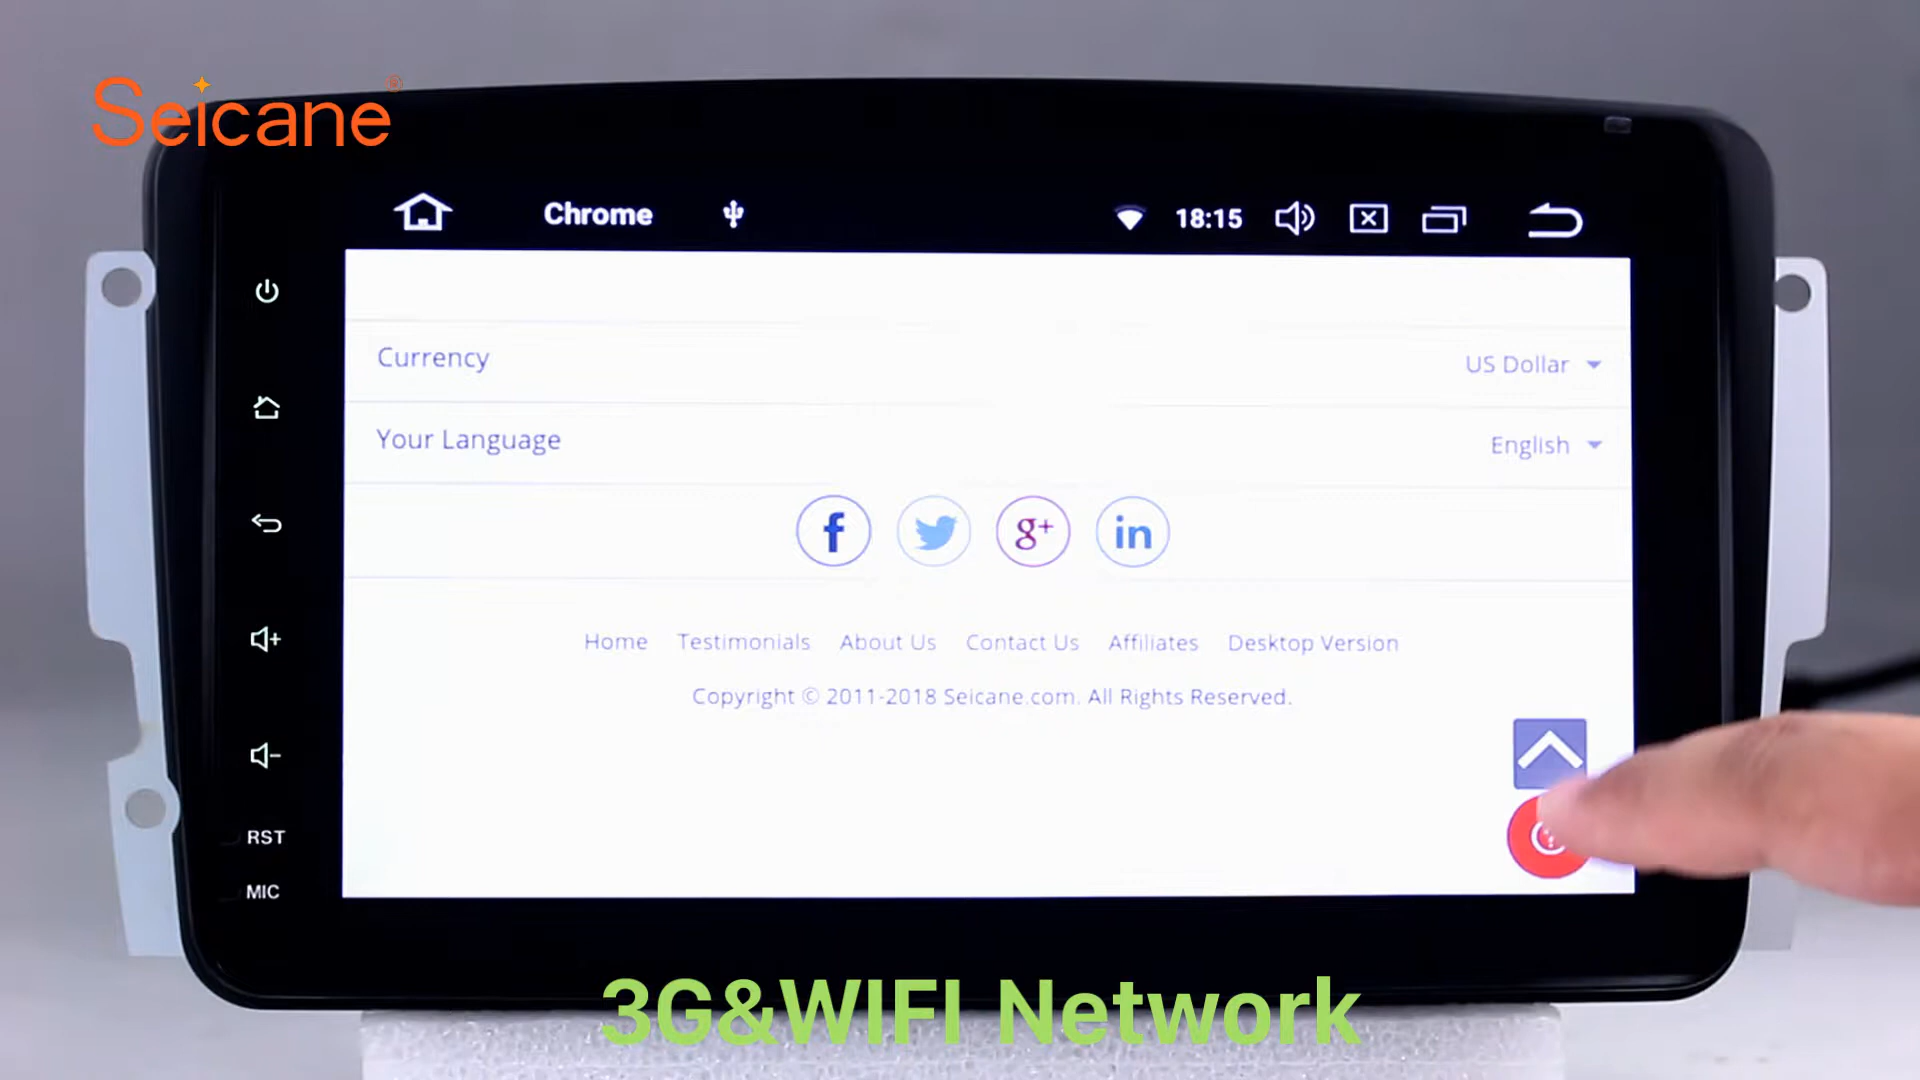 Seicane®
Chrome
18:15
Currency
US Dollar
Your Language
English
f
g+
in
Home Testimonials About Us Contact Us Affiliates Desktop Version
Copyright © 2011-2018 Seicane.com. All Rights Reserved.
RST
MIC
3G&WIFI Network